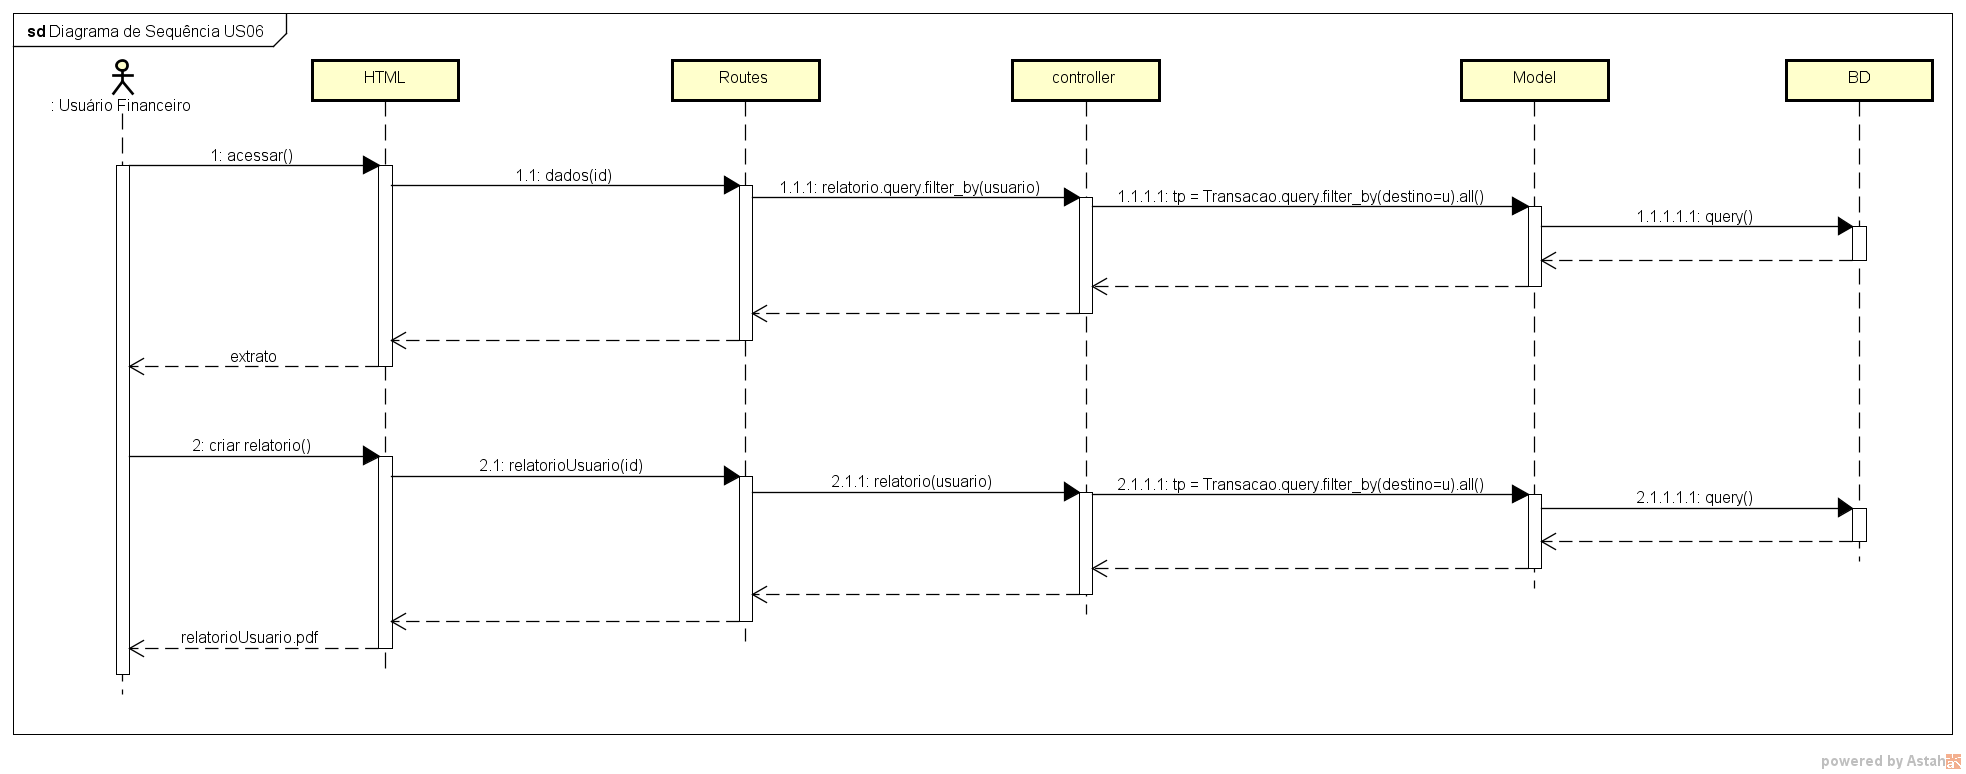 sd Diagrama de Sequência US06
: Usuário Financeiro
HTML
Routes
controller
Model
BD
1: acessar()
1.1: dados(id)
1.1.1: relatorio.query.filter_by(usuario)
1.1.1.1: tp = Transacao.query.filter_by(destino=u).all()
1.1.1.1.1: query()
extrato
2: criar relatorio()
2.1: relatorioUsuario(id)
2.1.1: relatorio(usuario)
2.1.1.1: tp = Transacao.query.filter_by(destino=u).all()
2.1.1.1.1: query()
relatorioUsuario.pdf
powered by Astah